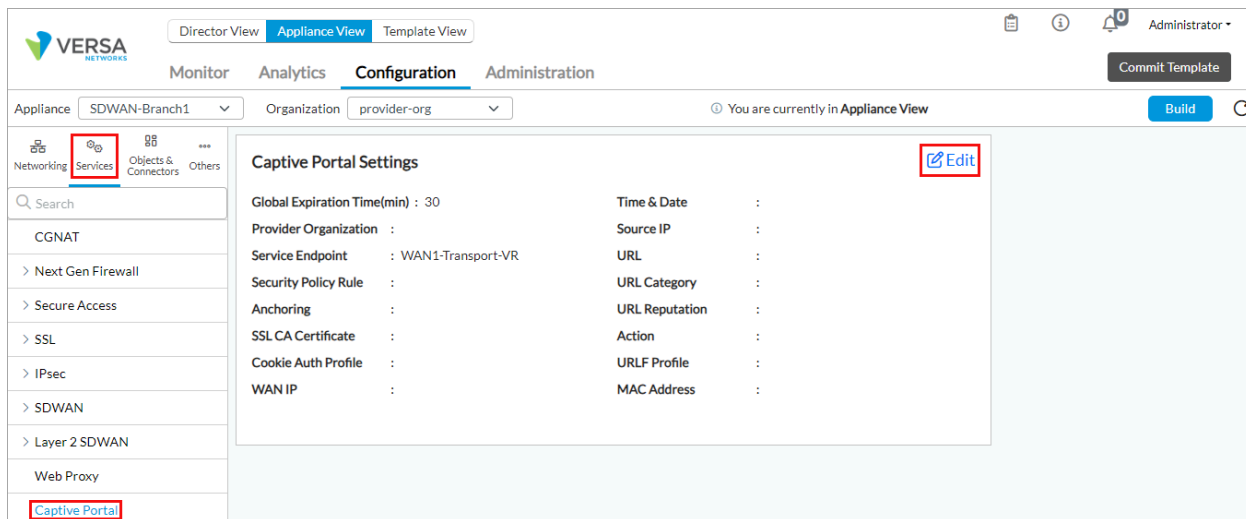 VERSA
NETWORKS
Director View Appliance View Template View
0
Administrator
Monitor Analytics Configuration Administration
Commit Template
Appliance SDWAN-Branch1 Organization provider-org You are currently in Appliance View Build
Networking Services Objects & Connectors Others
Search
CGNAT
> Next Gen Firewall
> Secure Access
> SSL
> IPsec
> SDWAN
> Layer 2 SDWAN
Web Proxy
Captive Portal
Captive Portal Settings Edit
Global Expiration Time(min) : 30 Time & Date :
Provider Organization : Source IP :
Service Endpoint : WAN1-Transport-VR URL :
Security Policy Rule : URL Category :
Anchoring : URL Reputation :
SSL CA Certificate : Action :
Cookie Auth Profile : URLF Profile :
WAN IP : MAC Address :